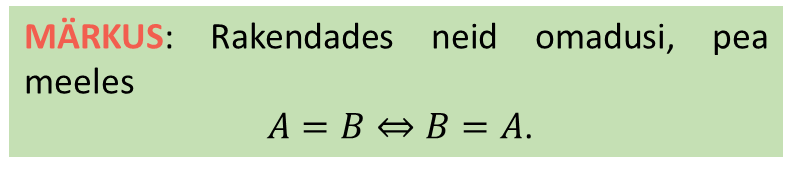 MÄRKUS: Rakendades neid omadusi, pea
meeles
A = B ⇔ B = A.